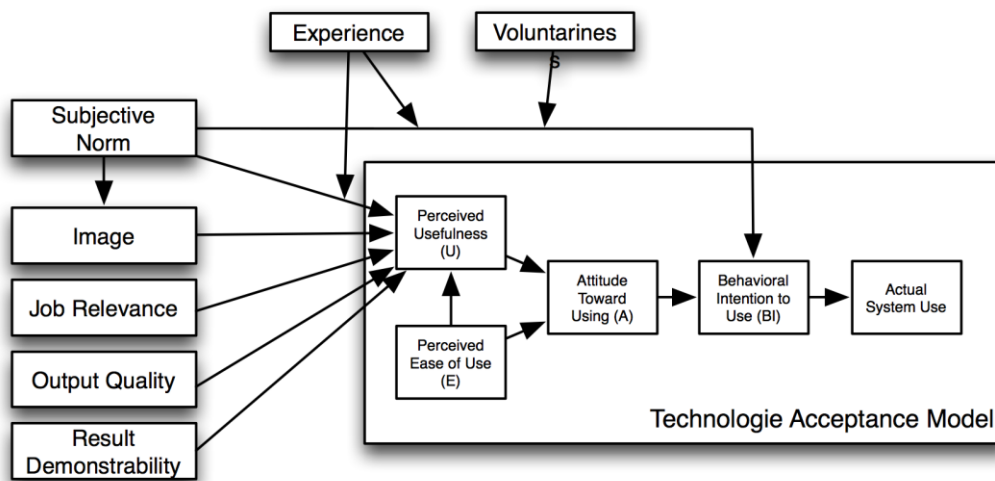 Experience
Voluntarines
s
Subjective
Norm
Image
Job Relevance
Output Quality
Result
Demonstrability
Perceived
Usefulness
(U)
Perceived
Ease of Use
(E)
Attitude
Toward
Using (A)
Behavioral
Intention to
Use (BI)
Actual
System Use
Technologie Acceptance Model